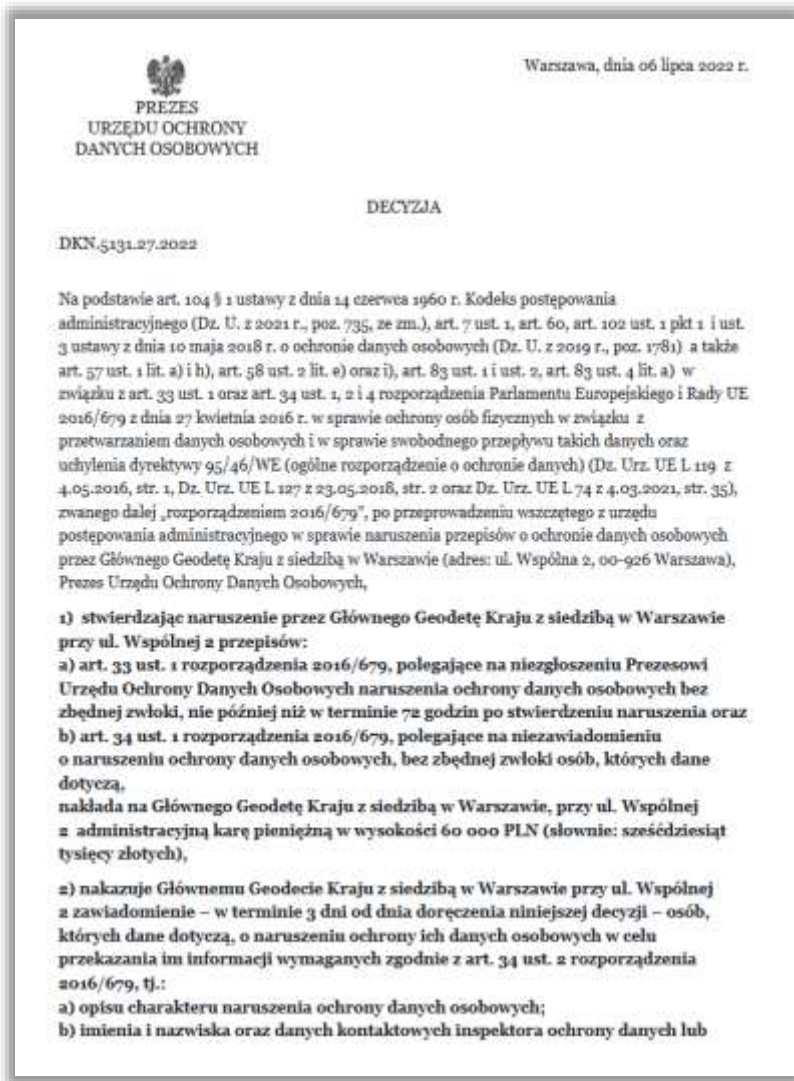 Warszawa, dnia 06 lipca 2022 r.
PREZES
URZĘDU OCHRONY
DANYCH OSOBOWYCH
DECYZJA
DKN.5131.27.2022
Na podstawie art. 104 § 1 ustawy z dnia 14 czerwca 1960 r. Kodeks postępowania
administracyjnego (Dz. U. z 2021 r., poz. 735, ze zm.), art. 7 ust. 1, art. 60, art. 102 ust. 1 pkt 1 i ust.
3 ustawy z dnia 10 maja 2018 r. o ochronie danych osobowych (Dz. U. z 2019 r., poz. 1781) a także
art. 57 ust. 1 lit. a) i h), art. 58 ust. 2 lit. e) oraz i), art. 83 ust. 1 i ust. 2, art. 83 ust. 4 lit. a) w
związku z art. 33 ust. 1 oraz art. 34 ust. 1, 2 i 4 rozporządzenia Parlamentu Europejskiego i Rady UE
2016/679 z dnia 27 kwietnia 2016 r. w sprawie ochrony osób fizycznych w związku z
przetwarzaniem danych osobowych i w sprawie swobodnego przepływu takich danych oraz
uchylenia dyrektywy 95/46/WE (ogólne rozporządzenie o ochronie danych) (Dz. Urz. UE L 119 z
4.05.2016, str. 1, Dz. Urz. UE L 127 z 23.05.2018, str. 2 oraz Dz. Urz. UE L 74 z 4.03.2021, str. 35),
zwanego dalej „rozporządzeniem 2016/679”, po przeprowadzeniu wszczętego z urzędu
postępowania administracyjnego w sprawie naruszenia przepisów o ochronie danych osobowych
przez Głównego Geodetę Kraju z siedzibą w Warszawie (adres: ul. Wspólna 2, 00-926 Warszawa),
Prezes Urzędu Ochrony Danych Osobowych,
1) stwierdzając naruszenie przez Głównego Geodetę Kraju z siedzibą w Warszawie
przy ul. Wspólnej 2 przepisów:
a) art. 33 ust. 1 rozporządzenia 2016/679, polegające na niezgłoszeniu Prezesowi
Urzędu Ochrony Danych Osobowych naruszenia ochrony danych osobowych bez
zbędnej zwłoki, nie później niż w terminie 72 godzin po stwierdzeniu naruszenia oraz
b) art. 34 ust. 1 rozporządzenia 2016/679, polegające na niezawiadomieniu
o naruszeniu ochrony danych osobowych, bez zbędnej zwłoki osób, których dane
dotyczą,
nakłada na Głównego Geodetę Kraju z siedzibą w Warszawie, przy ul. Wspólnej
2 administracyjną karę pieniężną w wysokości 60 000 PLN (słownie: sześćdziesiąt
tysięcy złotych),
2) nakazuje Głównemu Geodecie Kraju z siedzibą w Warszawie przy ul. Wspólnej
2 zawiadomienie – w terminie 3 dni od dnia doręczenia niniejszej decyzji – osób,
których dane dotyczą, o naruszeniu ochrony ich danych osobowych w celu
przekazania im informacji wymaganych zgodnie z art. 34 ust. 2 rozporządzenia
2016/679, tj.:
a) opisu charakteru naruszenia ochrony danych osobowych;
b) imienia i nazwiska oraz danych kontaktowych inspektora ochrony danych lub